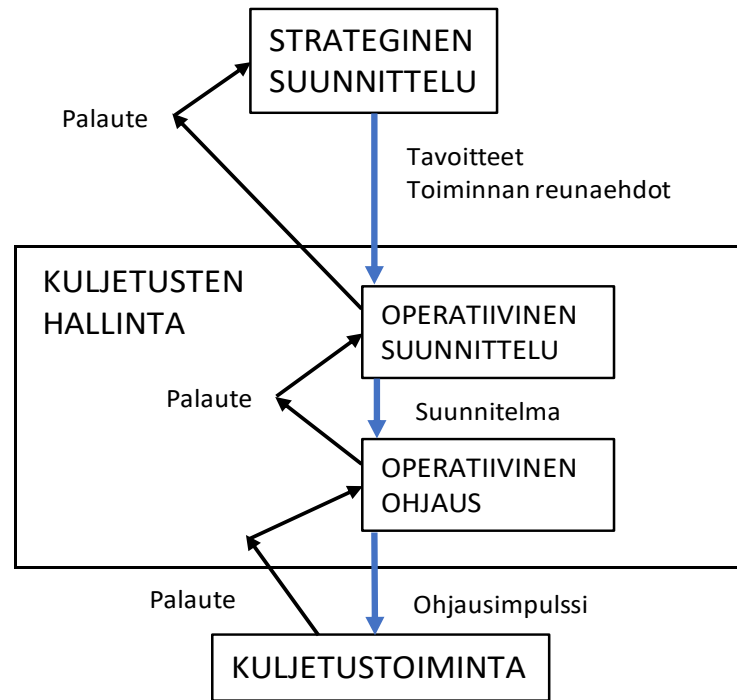 STRATEGINEN
SUUNNITTELU
Palaute
Tavoitteet
Toiminnan reunaehdot
KULJETUSTEN
HALLINTA
OPERATIIVINEN
SUUNNITTELU
Palaute
Suunnitelma
OPERATIIVINEN
OHJAUS
Palaute
Ohjausimpulssi
KULJETUSTOIMINTA